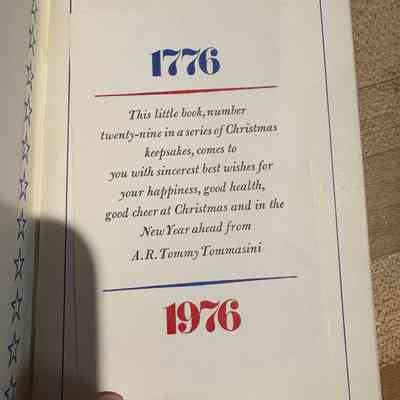 1776
This little book, number
twenty-nine in a series of Christmas
keepsakes, comes to
you with sincerest best wishes for
your happiness, good health,
good cheer at Christmas and in the
New Year ahead from
A. R. Tommy Tommasini
1976